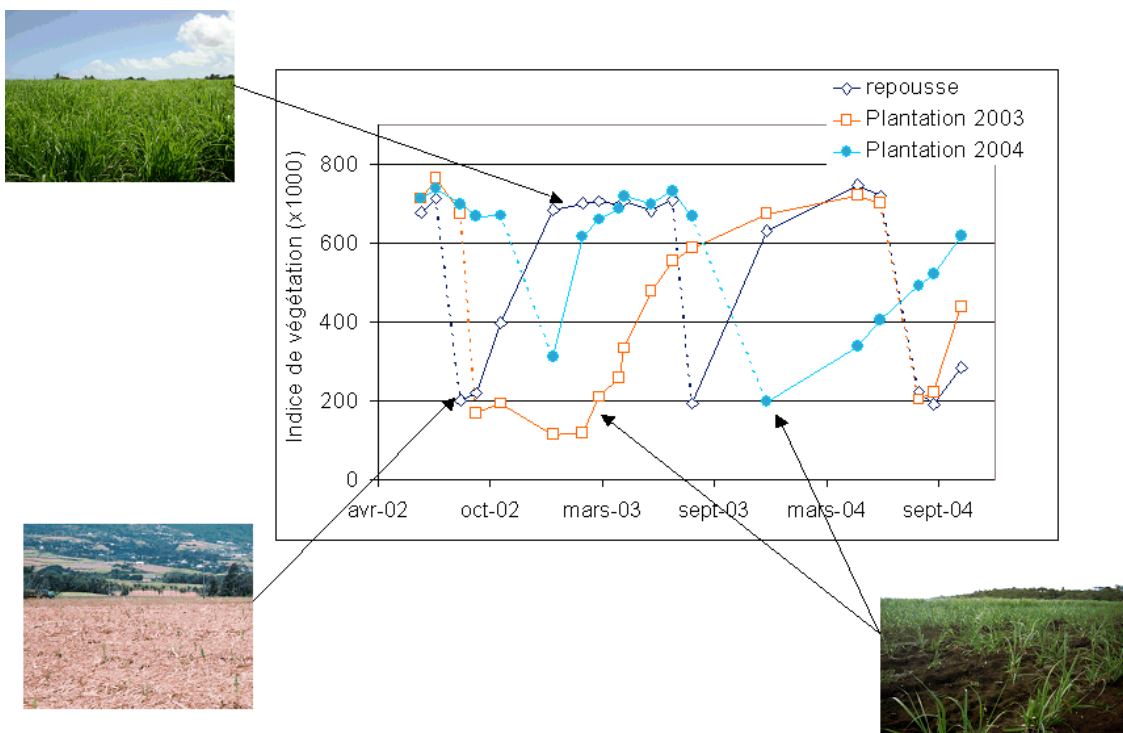 repousse
Plantation 2003
Plantation 2004
Indice de végétation (x1000)
800
600
400
200
0
avr-02 oct-02 mars-03 sept-03 mars-04 sept-04